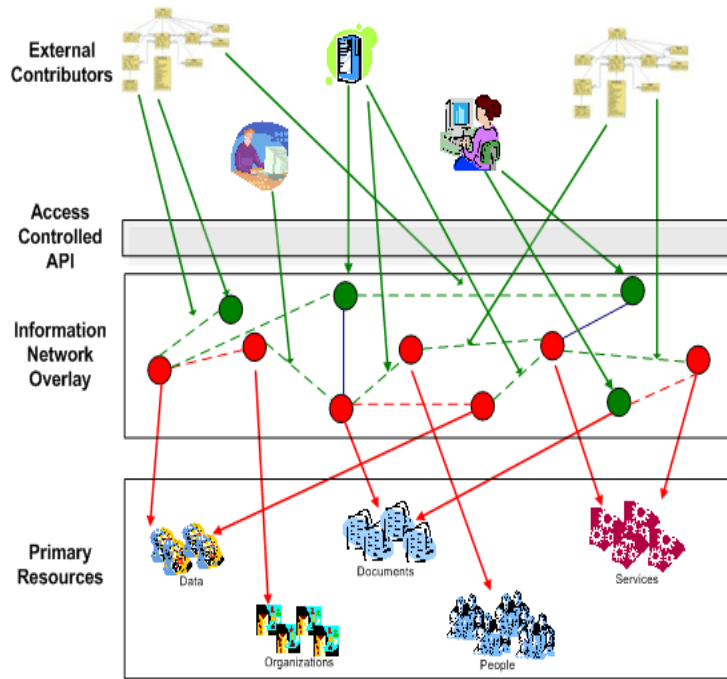 External
Contributors
Access
Controlled
API
Information
Network
Overlay
Primary
Resources
Data
Documents
Services
Organizations
People